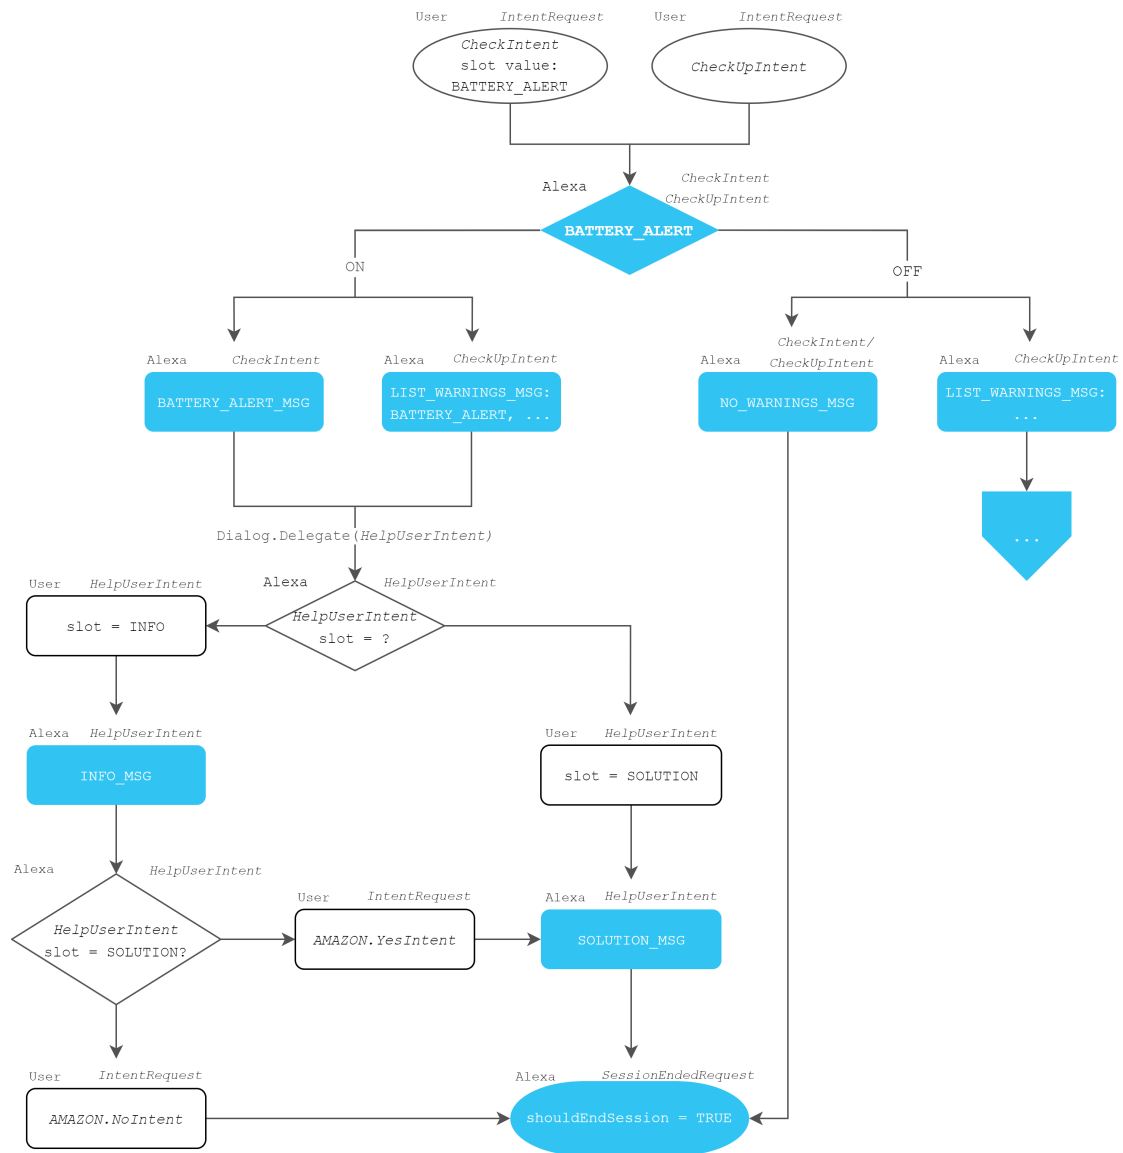 User IntentRequest
CheckIntent
slot value:
BATTERY_ALERT
User IntentRequest
CheckUpIntent
Alexa
CheckIntent
CheckUpIntent
BATTERY_ALERT
ON
OFF
Alexa CheckIntent
BATTERY_ALERT_MSG
Alexa CheckUpIntent
LIST_WARNINGS_MSG:
BATTERY_ALERT, ...
Alexa
CheckIntent/
CheckUpIntent
NO_WARNINGS_MSG
Alexa CheckUpIntent
LIST_WARNINGS_MSG:
...
...
Dialog.Delegate(HelpUserIntent)
Alexa HelpUserIntent
HelpUserIntent
slot = ?
User HelpUserIntent
slot = INFO
Alexa HelpUserIntent
INFO_MSG
User HelpUserIntent
slot = SOLUTION
Alexa HelpUserIntent
HelpUserIntent
slot = SOLUTION?
User IntentRequest
AMAZON.YesIntent
Alexa HelpUserIntent
SOLUTION_MSG
User IntentRequest
AMAZON.NoIntent
Alexa SessionEndedRequest
shouldEndSession = TRUE